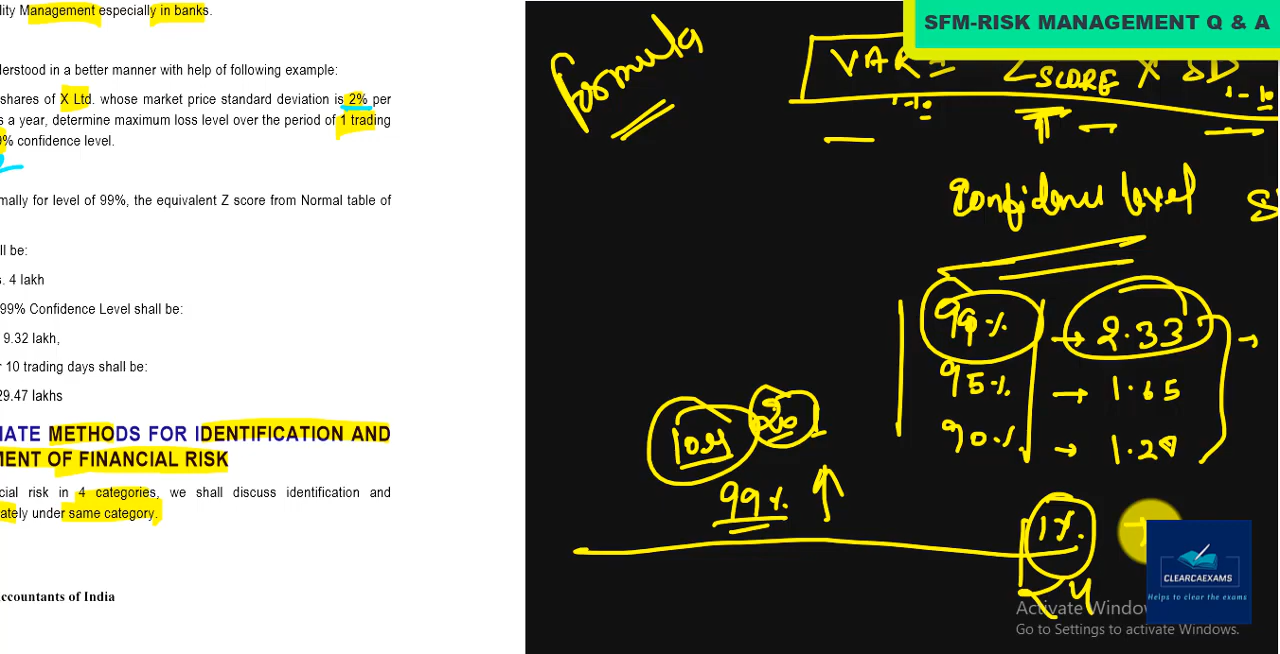 lity Management especially in banks.
derstood in a better manner with help of following example:
shares of X Ltd. whose market price standard deviation is 2% per
s a year, determine maximum loss level over the period of 1 trading
9% confidence level.
mally for level of 99%, the equivalent Z score from Normal table of
ll be:
s. 4 lakh
99% Confidence Level shall be:
9.32 lakh,
r 10 trading days shall be:
29.47 lakhs
IATE METHODS FOR IDENTIFICATION AND
MENT OF FINANCIAL RISK
cial risk in 4 categories, we shall discuss identification and
ately under same category.
ccountants of India
SFM-RISK MANAGEMENT Q & A
Formula
VAR = Z SCORE X SD
Confidence level
99% → 2.33 →
95% → 1.65
90% → 1.28
loss 20
99% ↑
1%.
Activate Windo
Go to Settings to activate Windows.
CLEARCAEXAMS
Helps to clear the exams